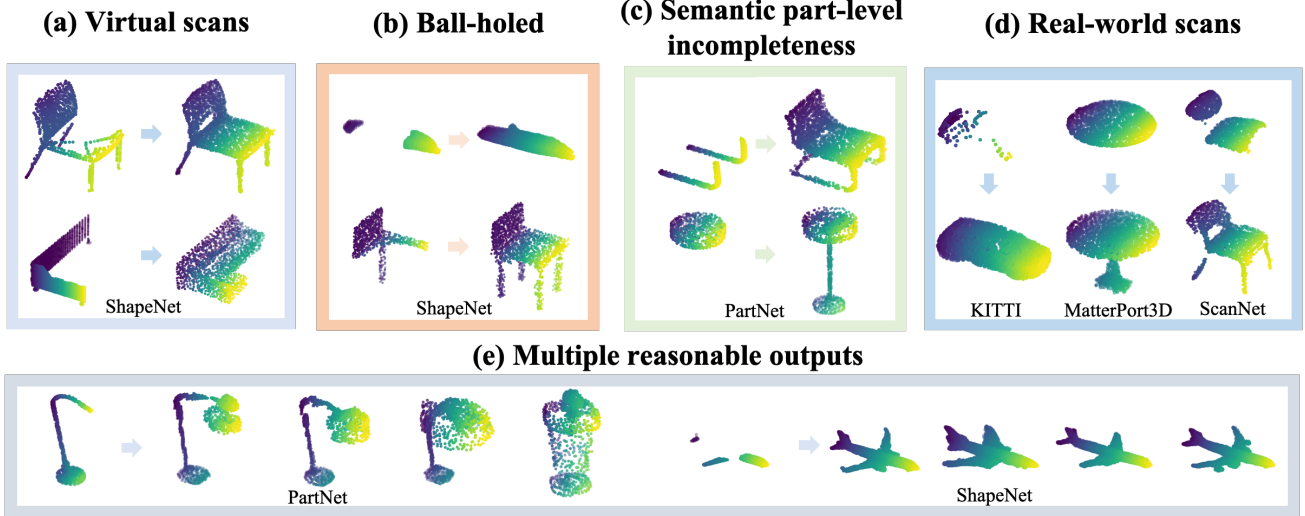 (a) Virtual scans
(b) Ball-holed
(c) Semantic part-level
incompleteness
(d) Real-world scans
ShapeNet
ShapeNet
PartNet
KITTI
MatterPort3D
ScanNet
(e) Multiple reasonable outputs
PartNet
ShapeNet